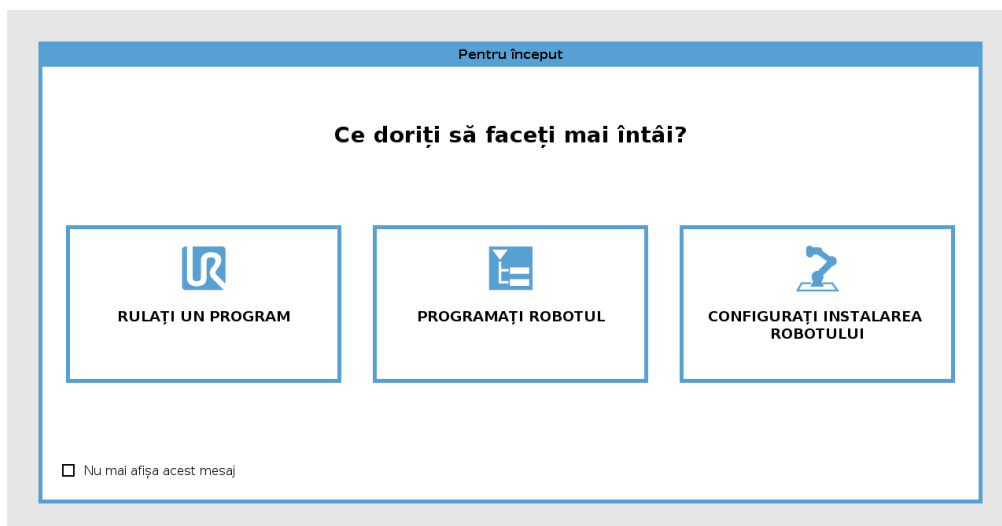 Pentru început
Ce doriți să faceți mai întâi?
RULAȚI UN PROGRAM
PROGRAMAȚI ROBOTUL
CONFIGURAȚI INSTALAREA
ROBOTULUI
Nu mai afișa acest mesaj